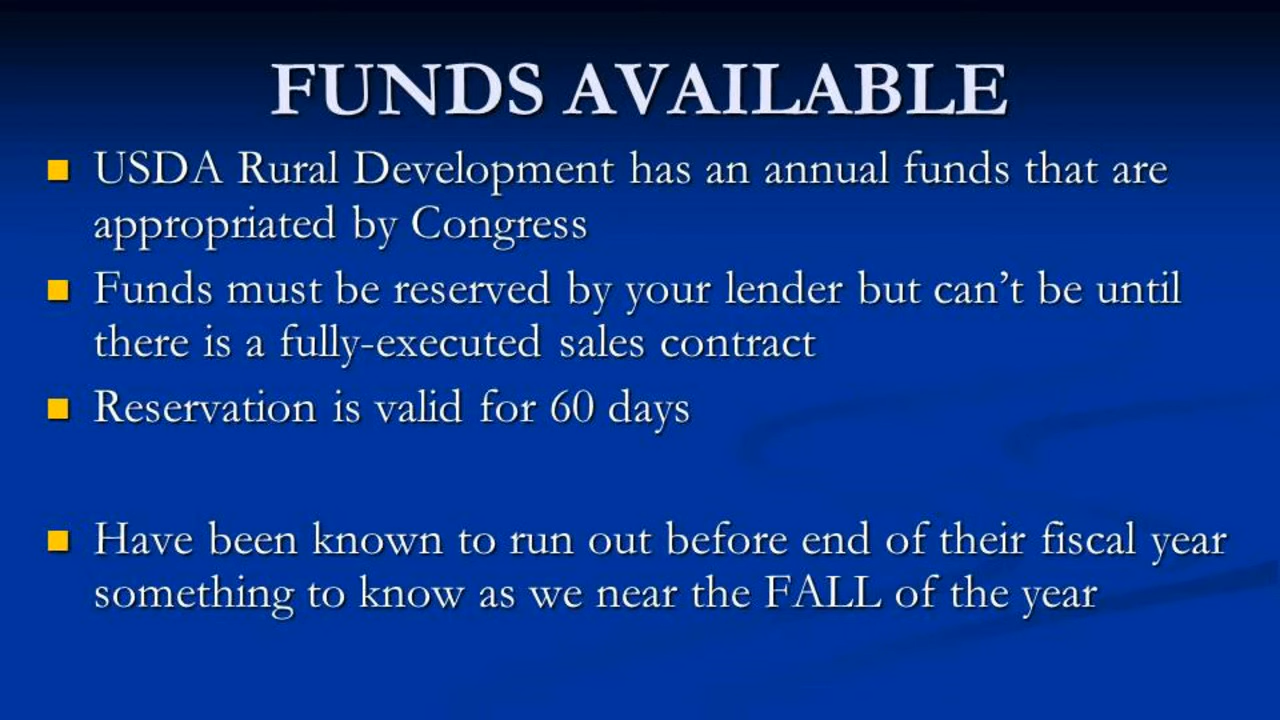 FUNDS AVAILABLE
USDA Rural Development has an annual funds that are
appropriated by Congress
Funds must be reserved by your lender but can’t be until
there is a fully-executed sales contract
Reservation is valid for 60 days
Have been known to run out before end of their fiscal year
something to know as we near the FALL of the year